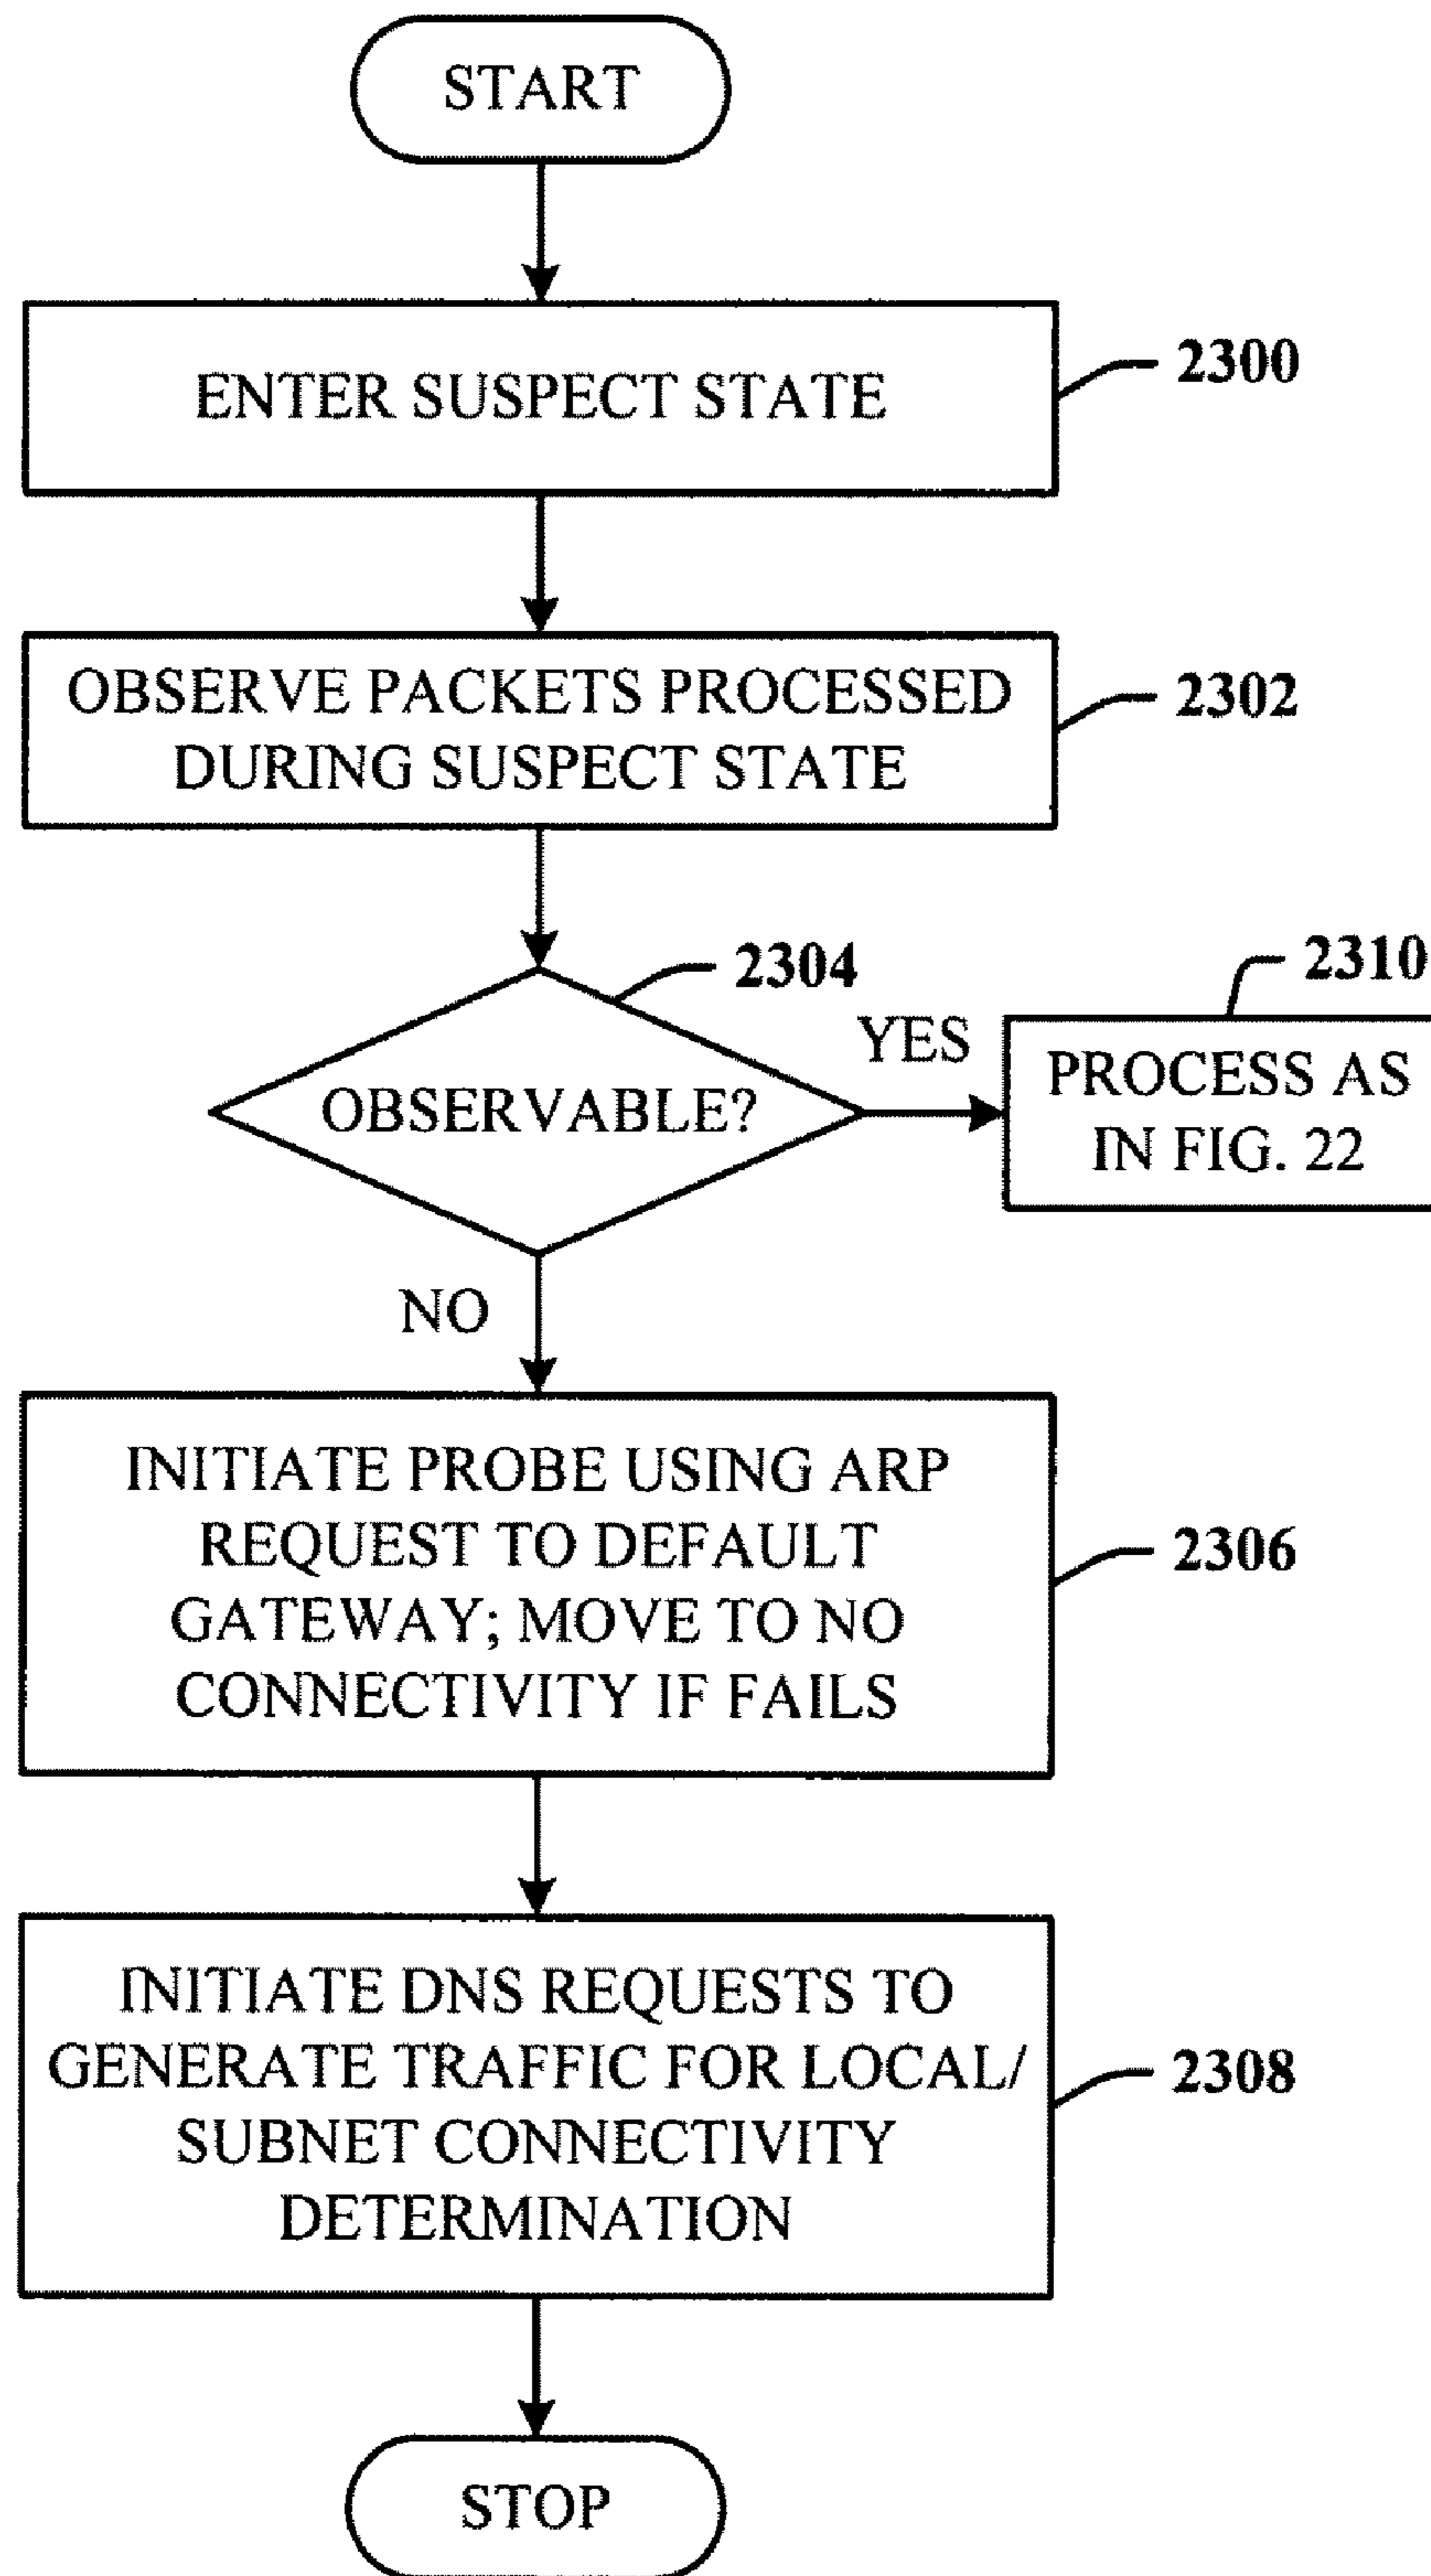 START
ENTER SUSPECT STATE
2300
OBSERVE PACKETS PROCESSED
DURING SUSPECT STATE
2302
2304
OBSERVABLE?
YES
2310
PROCESS AS
IN FIG. 22
NO
INITIATE PROBE USING ARP
REQUEST TO DEFAULT
GATEWAY; MOVE TO NO
CONNECTIVITY IF FAILS
2306
INITIATE DNS REQUESTS TO
GENERATE TRAFFIC FOR LOCAL/
SUBNET CONNECTIVITY
DETERMINATION
2308
STOP